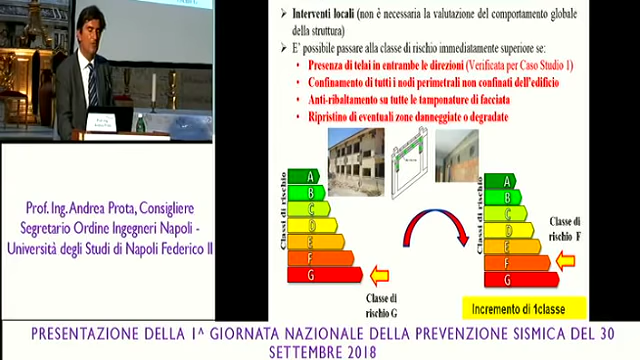 Interventi locali (non è necessaria la valutazione del comportamento globale
della struttura)
E' possibile passare alla classe di rischio immediatamente superiore se:
Presenza di telai in entrambe le direzioni (Verificata per Caso Studio 1)
Confinamento di tutti i nodi perimetrali non confinati dell'edificio
Anti-ribaltamento su tutte le tamponature di facciata
Ripristino di eventuali zone danneggiate o degradate
Classi di rischio
A
B
C
D
E
F
G
Classe di
rischio G
Classi di rischio
A
B
C
D
E
F
G
Classe di
rischio F
Incremento di 1classe
Prof. Ing. Andrea Prota, Consigliere
Segretario Ordine Ingegneri Napoli -
Università degli Studi di Napoli Federico II
PRESENTAZIONE DELLA 1^ GIORNATA NAZIONALE DELLA PREVENZIONE SISMICA DEL 30
SETTEMBRE 2018